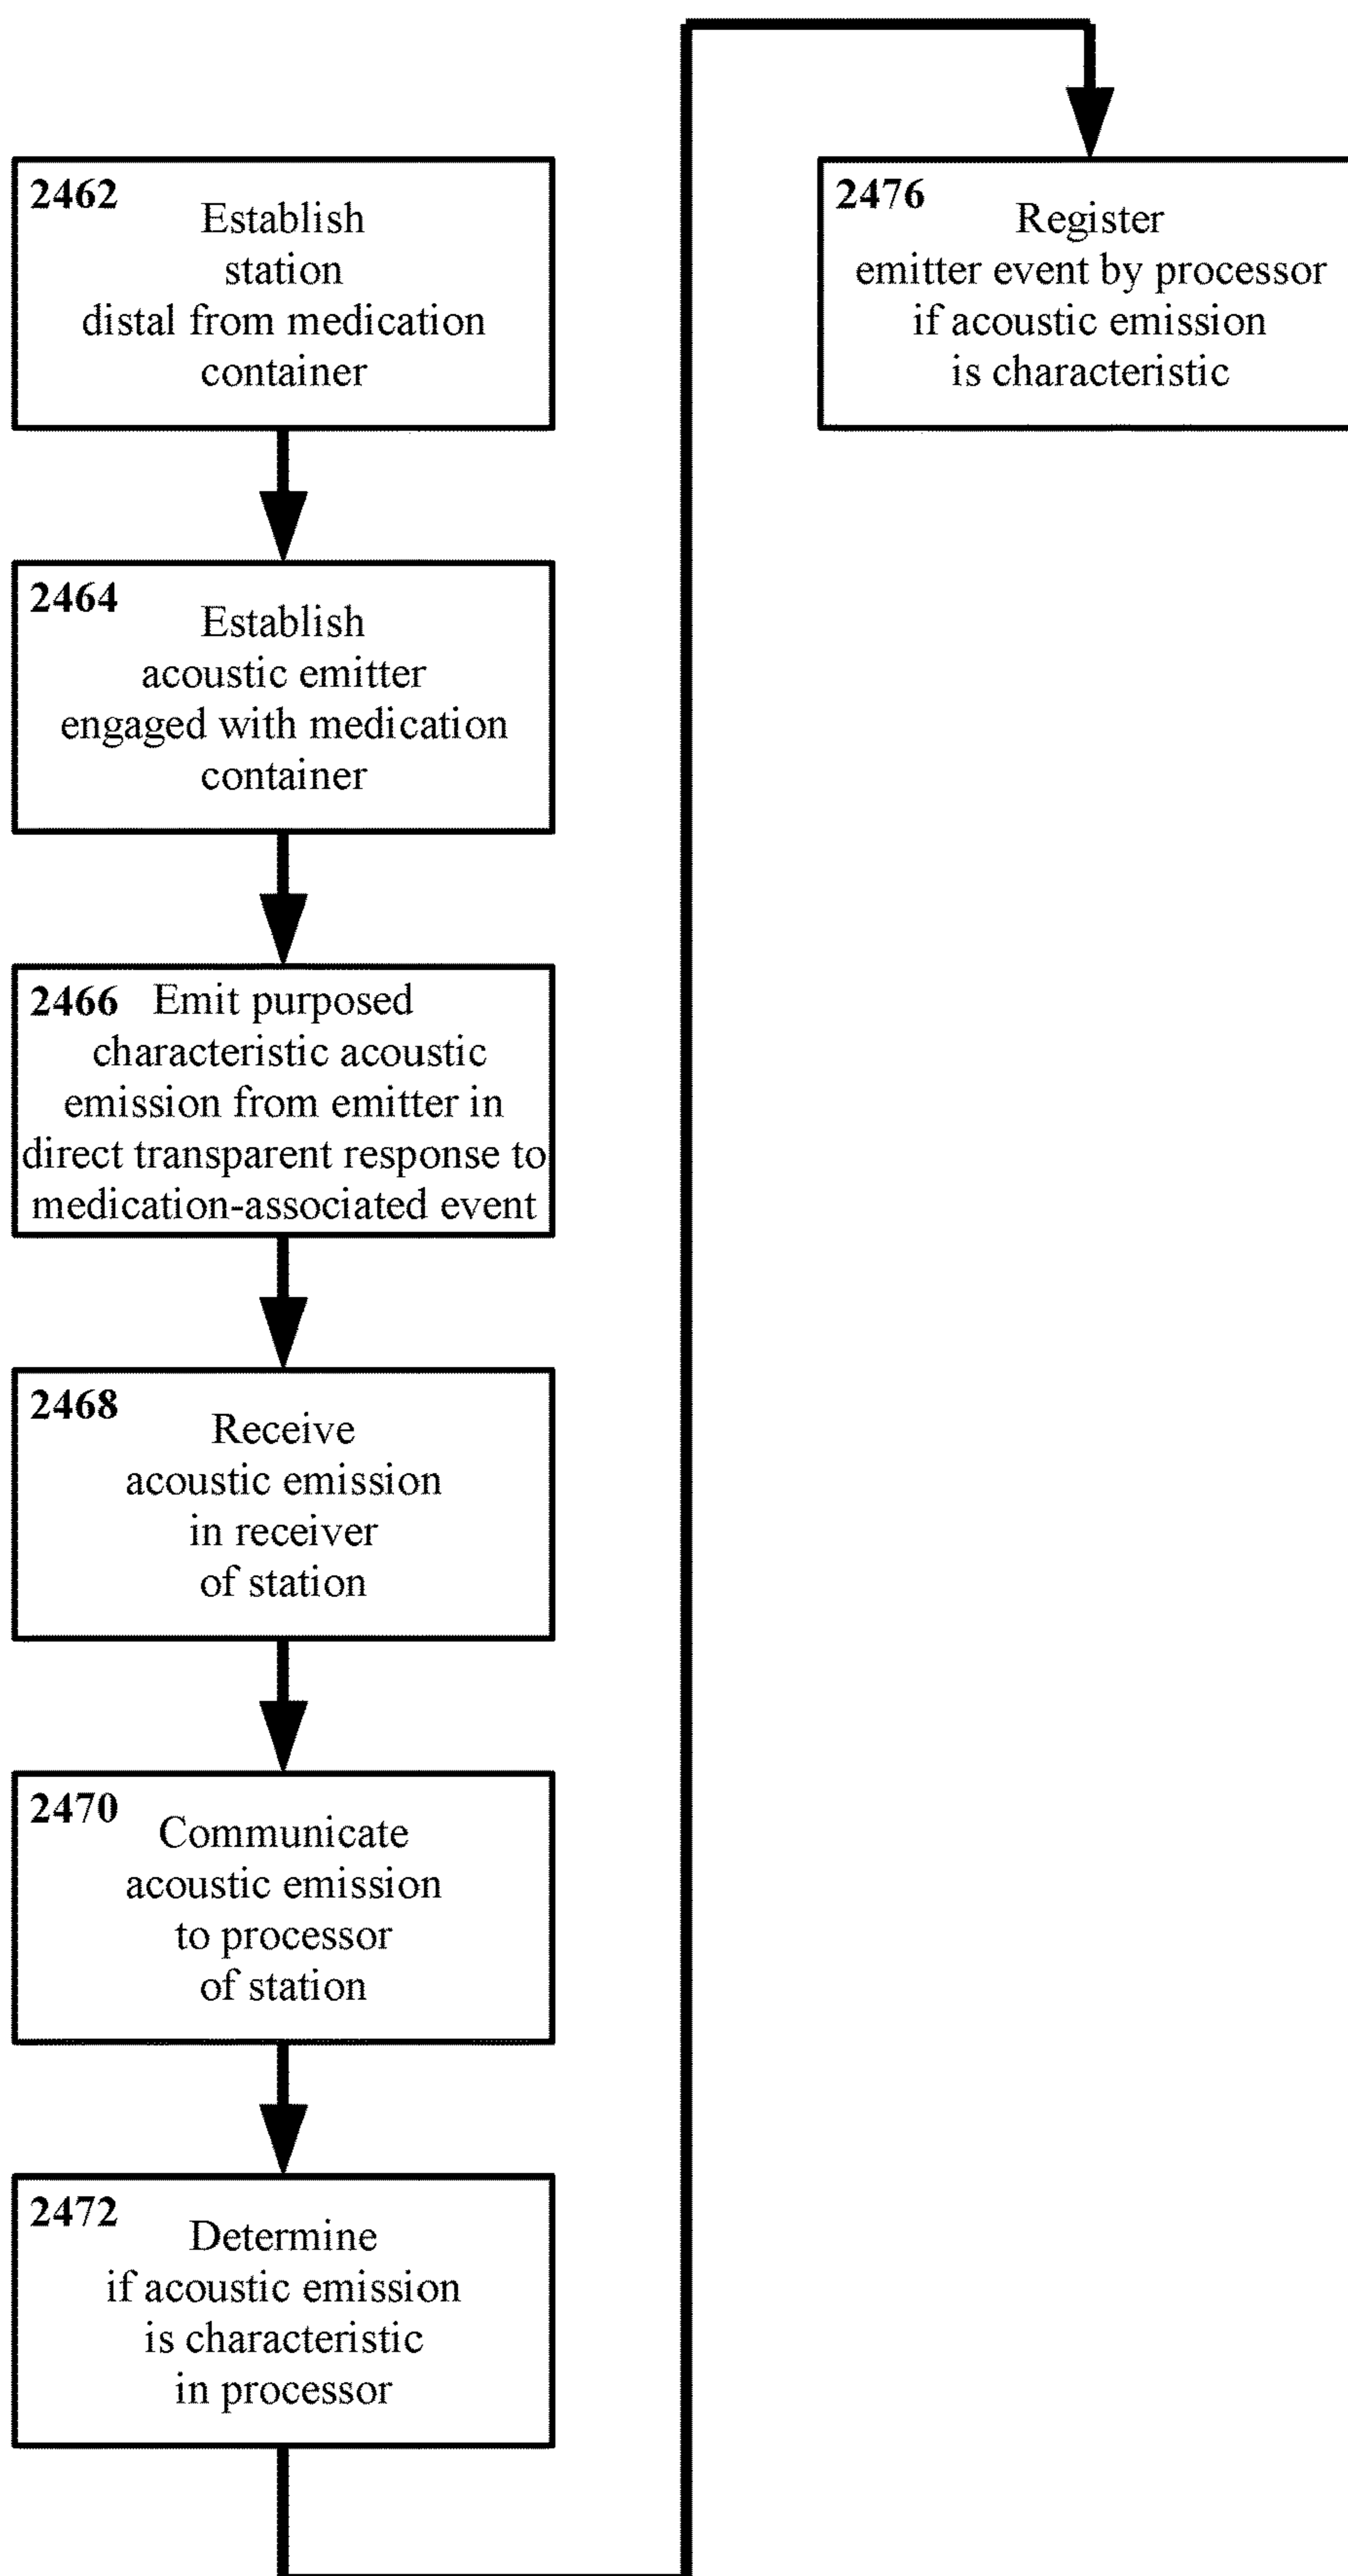 2462
Establish
station
distal from medication
container
2464
Establish
acoustic emitter
engaged with medication
container
2466 Emit purposed
characteristic acoustic
emission from emitter in
direct transparent response to
medication-associated event
2468
Receive
acoustic emission
in receiver
of station
2470
Communicate
acoustic emission
to processor
of station
2472
Determine
if acoustic emission
is characteristic
in processor
2476
Register
emitter event by processor
if acoustic emission
is characteristic